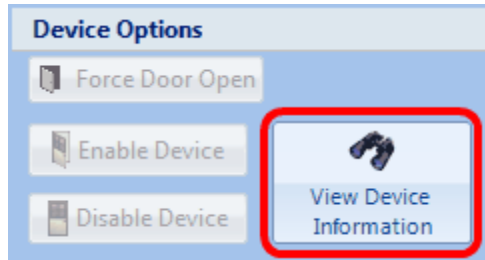 Device Options
Force Door Open
Enable Device
Disable Device
View Device
Information